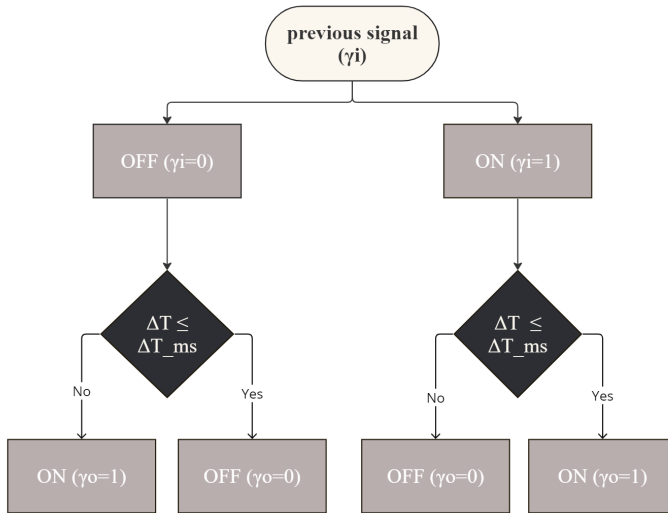 previous signal
(γi)
OFF (γi=0)
ON (γi=1)
ΔT ≤
ΔT_ms
ΔT ≤
ΔT_ms
No
Yes
No
Yes
ON (γo=1)
OFF (γo=0)
OFF (γo=0)
ON (γo=1)